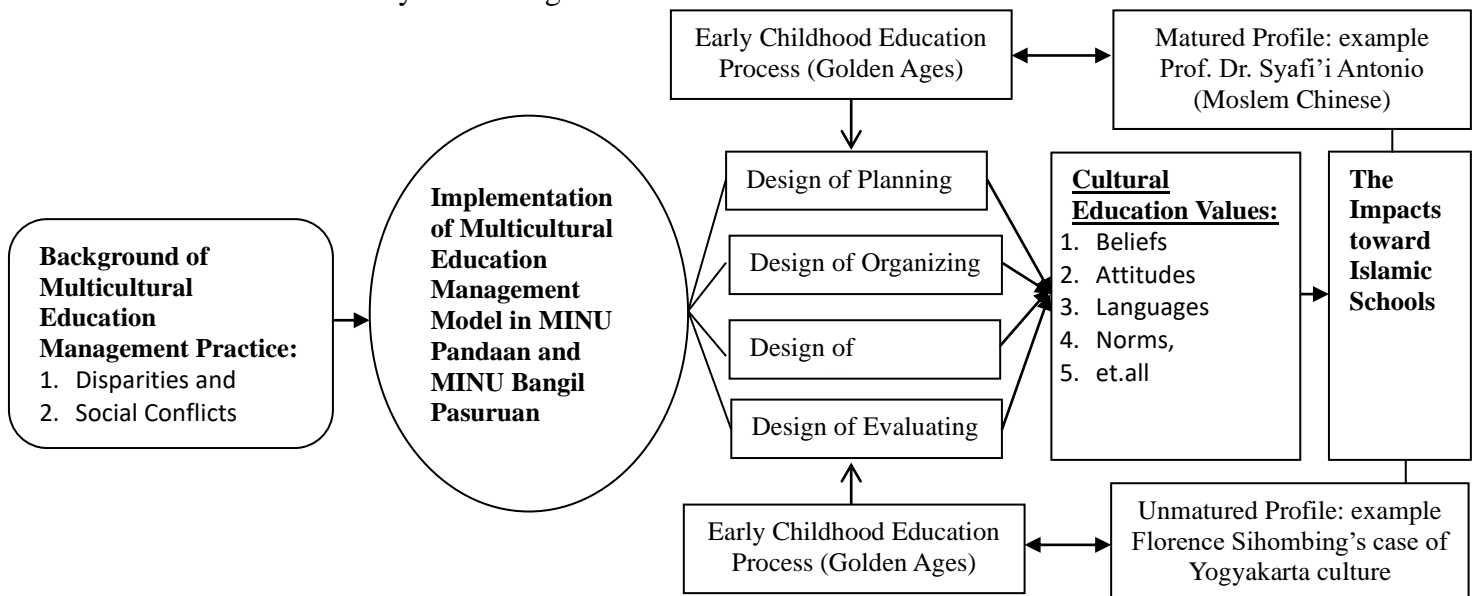 Early Childhood Education
Process (Golden Ages)
Matured Profile: example
Prof. Dr. Syafi’i Antonio
(Moslem Chinese)
Background of
Multicultural
Education
Management Practice:
1. Disparities and
2. Social Conflicts
Implementation
of Multicultural
Education
Management
Model in MINU
Pandaan and
MINU Bangil
Pasuruan
Design of Planning
Design of Organizing
Design of
Design of Evaluating
Cultural
Education Values:
1. Beliefs
2. Attitudes
3. Languages
4. Norms,
5. et.all
The
Impacts
toward
Islamic
Schools
Early Childhood Education
Process (Golden Ages)
Unmatured Profile: example
Florence Sihombing’s case of
Yogyakarta culture